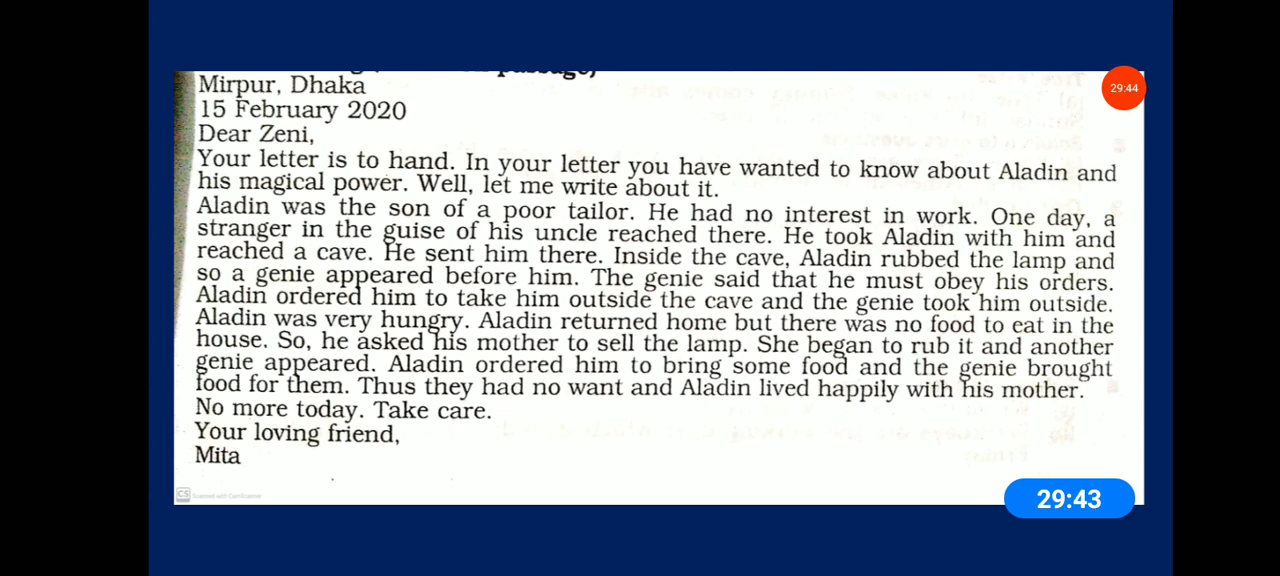 Mirpur, Dhaka
15 February 2020
Dear Zeni,
Your letter is to hand. In your letter you have wanted to know about Aladin and
his magical power. Well, let me write about it.
Aladin was the son of a poor tailor. He had no interest in work. One day, a
stranger in the guise of his uncle reached there. He took Aladin with him and
reached a cave. He sent him there. Inside the cave, Aladin rubbed the lamp and
so a genie appeared before him. The genie said that he must obey his orders.
Aladin ordered him to take him outside the cave and the genie took him outside.
Aladin was very hungry. Aladin returned home but there was no food to eat in the
house. So, he asked his mother to sell the lamp. She began to rub it and another
genie appeared. Aladin ordered him to bring some food and the genie brought
food for them. Thus they had no want and Aladin lived happily with his mother.
No more today. Take care.
Your loving friend,
Mita
CS Scanned with CamScanner
29:44
29:43